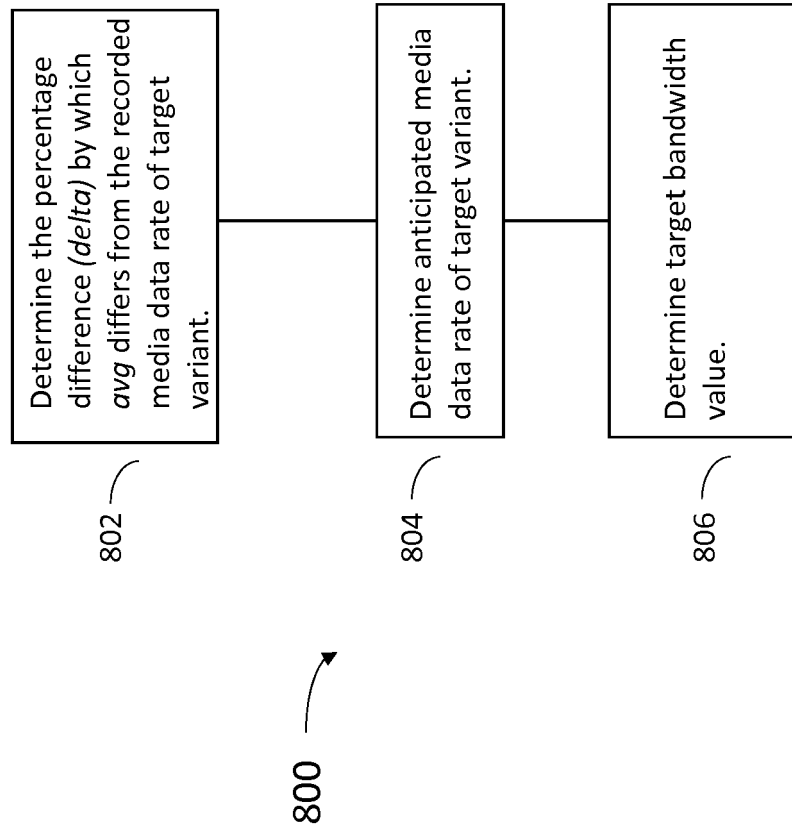 800
802
Determine the percentage
difference (delta) by which
avg differs from the recorded
media data rate of target
variant.
804
Determine anticipated media
data rate of target variant.
806
Determine target bandwidth
value.